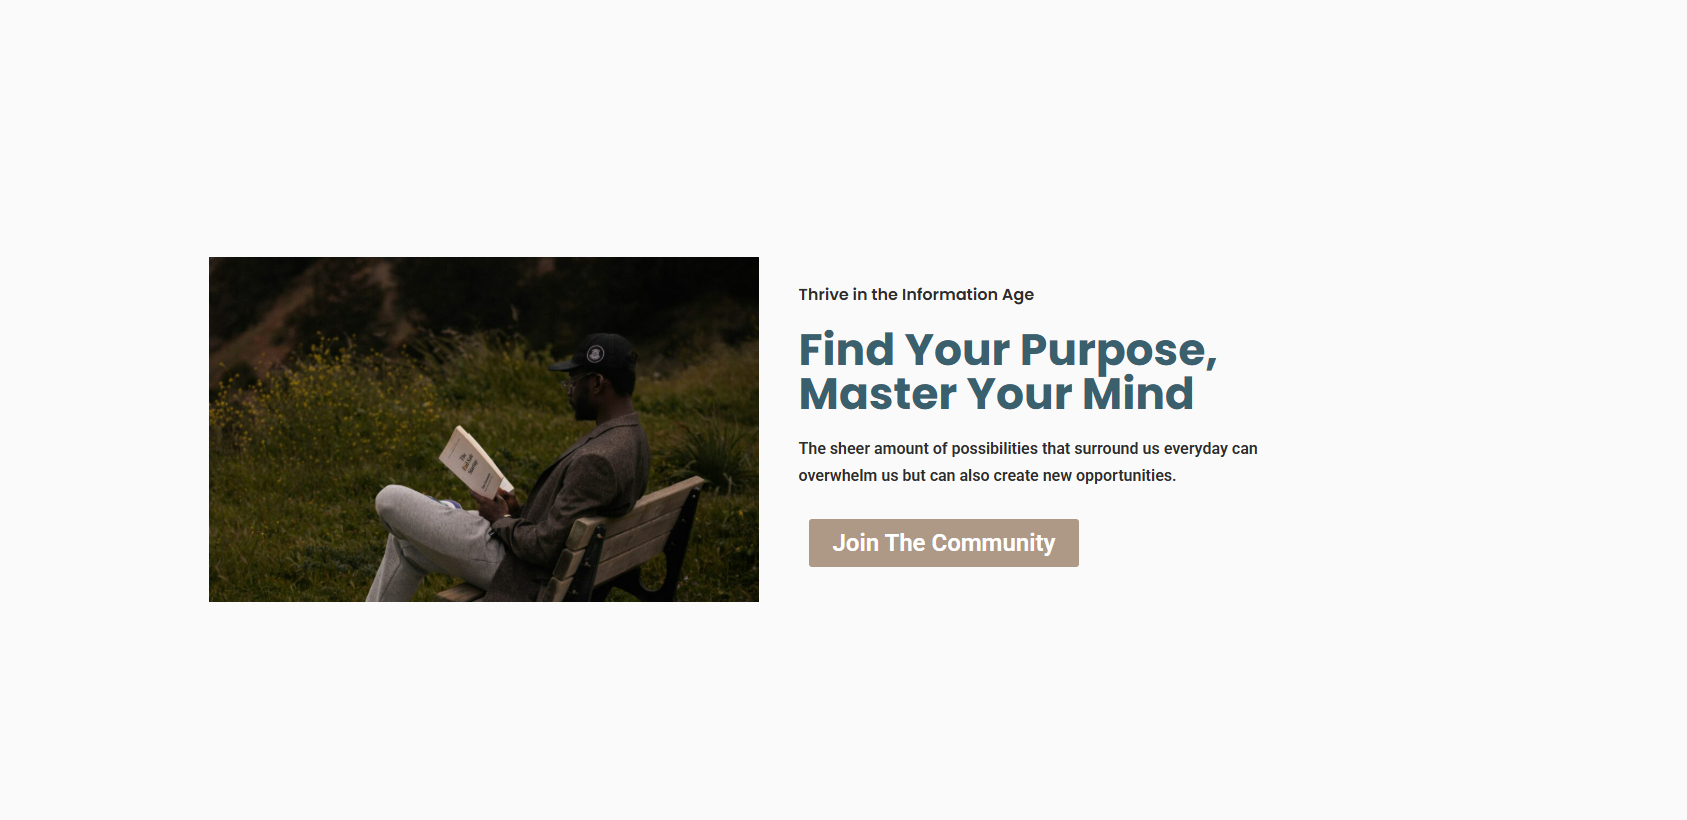 Thrive in the Information Age
Find Your Purpose,
Master Your Mind
The sheer amount of possibilities that surround us everyday can
overwhelm us but can also create new opportunities.
Join The Community